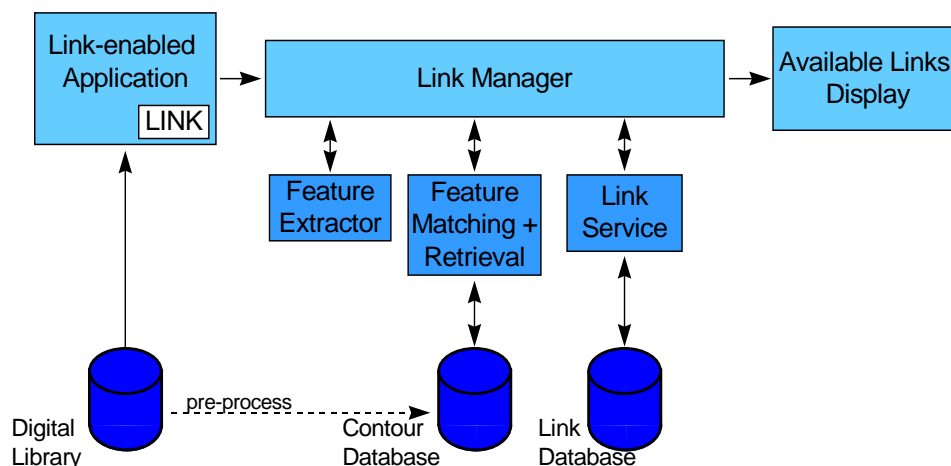 Link-enabled
Application
LINK
Link Manager
Available Links
Display
Feature
Extractor
Feature
Matching +
Retrieval
Link
Service
pre-process
Digital
Library
Contour
Database
Link
Database